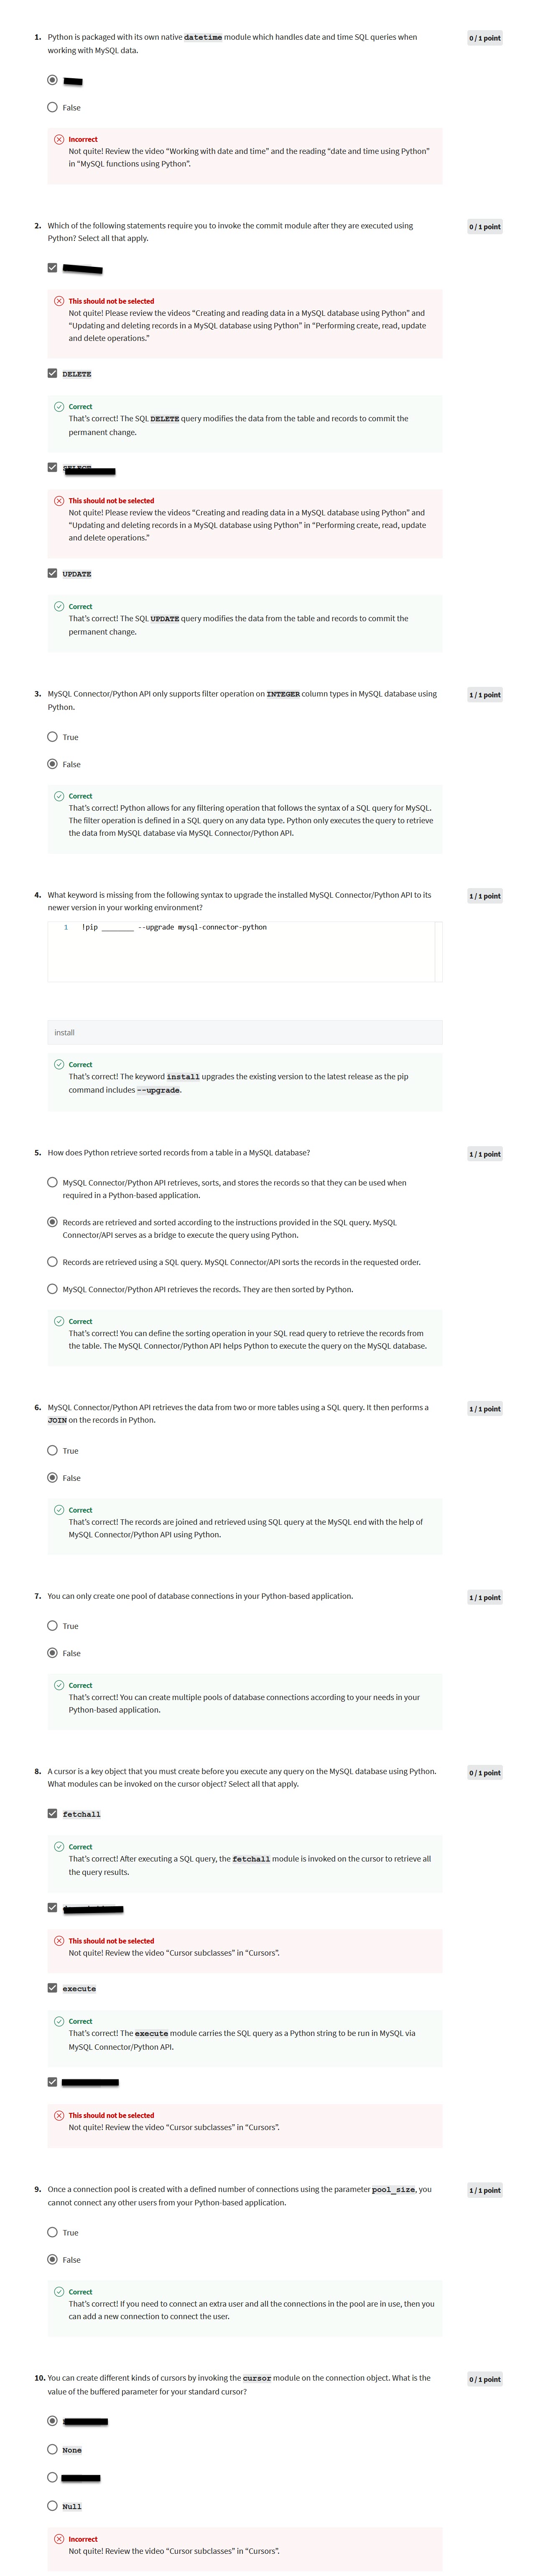 1. Python is packaged with its own native datetime module which handles date and time SQL queries when
working with MySQL data.
0 / 1 point
False
Incorrect
Not quite! Review the video “Working with date and time” and the reading “date and time using Python”
in “MySQL functions using Python”.
2. Which of the following statements require you to invoke the commit module after they are executed using
Python? Select all that apply.
0 / 1 point
This should not be selected
Not quite! Please review the videos “Creating and reading data in a MySQL database using Python” and
“Updating and deleting records in a MySQL database using Python” in “Performing create, read, update
and delete operations.”
DELETE
Correct
That’s correct! The SQL DELETE query modifies the data from the table and records to commit the
permanent change.
This should not be selected
Not quite! Please review the videos “Creating and reading data in a MySQL database using Python” and
“Updating and deleting records in a MySQL database using Python” in “Performing create, read, update
and delete operations.”
UPDATE
Correct
That’s correct! The SQL UPDATE query modifies the data from the table and records to commit the
permanent change.
3. MySQL Connector/Python API only supports filter operation on INTEGER column types in MySQL database using
Python.
1 / 1 point
True
False
Correct
That’s correct! Python allows for any filtering operation that follows the syntax of a SQL query for MySQL.
The filter operation is defined in a SQL query on any data type. Python only executes the query to retrieve
the data from MySQL database via MySQL Connector/Python API.
4. What keyword is missing from the following syntax to upgrade the installed MySQL Connector/Python API to its
newer version in your working environment?
1 / 1 point
1 !pip ________ --upgrade mysql-connector-python
install
Correct
That’s correct! The keyword install upgrades the existing version to the latest release as the pip
command includes --upgrade.
5. How does Python retrieve sorted records from a table in a MySQL database?
1 / 1 point
MySQL Connector/Python API retrieves, sorts, and stores the records so that they can be used when
required in a Python-based application.
Records are retrieved and sorted according to the instructions provided in the SQL query. MySQL
Connector/API serves as a bridge to execute the query using Python.
Records are retrieved using a SQL query. MySQL Connector/API sorts the records in the requested order.
MySQL Connector/Python API retrieves the records. They are then sorted by Python.
Correct
That’s correct! You can define the sorting operation in your SQL read query to retrieve the records from
the table. The MySQL Connector/Python API helps Python to execute the query on the MySQL database.
6. MySQL Connector/Python API retrieves the data from two or more tables using a SQL query. It then performs a
JOIN on the records in Python.
1 / 1 point
True
False
Correct
That’s correct! The records are joined and retrieved using SQL query at the MySQL end with the help of
MySQL Connector/Python API using Python.
7. You can only create one pool of database connections in your Python-based application.
1 / 1 point
True
False
Correct
That’s correct! You can create multiple pools of database connections according to your needs in your
Python-based application.
8. A cursor is a key object that you must create before you execute any query on the MySQL database using Python.
What modules can be invoked on the cursor object? Select all that apply.
0 / 1 point
fetchall
Correct
That’s correct! After executing a SQL query, the fetchall module is invoked on the cursor to retrieve all
the query results.
This should not be selected
Not quite! Review the video “Cursor subclasses” in “Cursors”.
execute
Correct
That’s correct! The execute module carries the SQL query as a Python string to be run in MySQL via
MySQL Connector/Python API.
This should not be selected
Not quite! Review the video “Cursor subclasses” in “Cursors”.
9. Once a connection pool is created with a defined number of connections using the parameter pool_size, you
cannot connect any other users from your Python-based application.
1 / 1 point
True
False
Correct
That’s correct! If you need to connect an extra user and all the connections in the pool are in use, then you
can add a new connection to connect the user.
10. You can create different kinds of cursors by invoking the cursor module on the connection object. What is the
value of the buffered parameter for your standard cursor?
0 / 1 point
None
Null
Incorrect
Not quite! Review the video “Cursor subclasses” in “Cursors”.